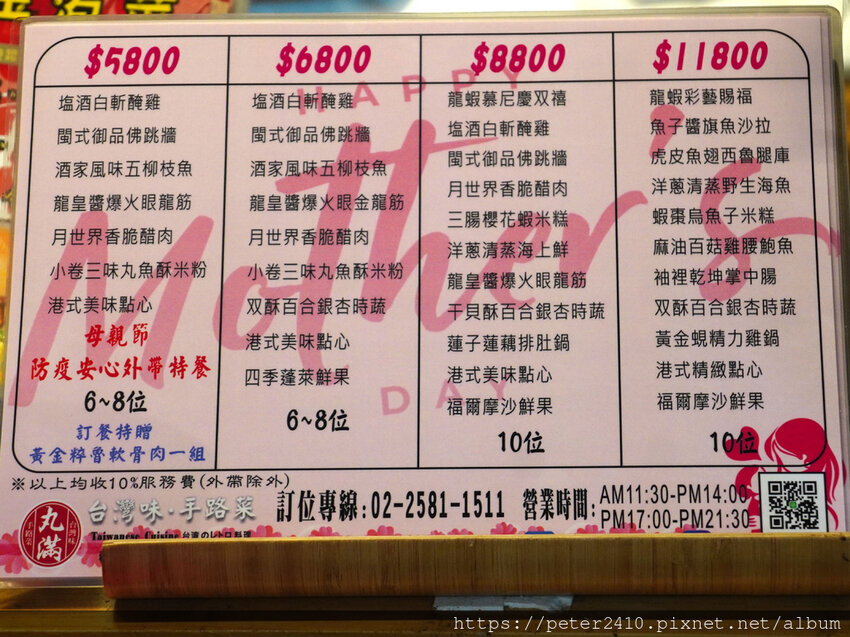 $5800
塩酒白斬醃雞
閩式御品佛跳牆
酒家風味五柳枝魚
龍皇醬爆火眼龍筋
月世界香脆醋肉
小卷三味丸魚酥米粉
港式美味點心
母親節
防疫安心外帶特餐
6~8位
訂餐特贈
黃金粹魯軟骨肉一組
$6800
塩酒白斬醃雞
閩式御品佛跳牆
酒家風味五柳枝魚
龍皇醬爆火眼金龍筋
月世界香脆醋肉
小卷三味丸魚酥米粉
双酥百合銀杏時蔬
港式美味點心
四季蓬萊鮮果
6~8位
$8800
龍蝦慕尼慶双禧
塩酒白斬醃雞
閩式御品佛跳牆
月世界香脆醋肉
三腸櫻花蝦米糕
洋蔥清蒸海上鮮
龍皇醬爆火眼龍筋
干貝酥百合銀杏時蔬
蓮子蓮藕排肚鍋
港式美味點心
福爾摩沙鮮果
10位
$11800
龍蝦彩藝賜福
魚子醬旗魚沙拉
虎皮魚翅西魯腿庫
洋蔥清蒸野生海魚
蝦棗烏魚子米糕
麻油百菇雞腰鮑魚
袖裡乾坤掌中腸
双酥百合銀杏時蔬
黃金蜆精力雞鍋
港式精緻點心
福爾摩沙鮮果
10位
HAPPY
Mother's
DAY
※以上均收10%服務費(外帶除外)
丸滿
手路菜
台灣味
台灣味·手路菜
Taiwanese Cuisine 台湾のレトロ料理
訂位專線:02-2581-1511
營業時間:
AM11:30-PM14:00
PM17:00-PM21:30
https://peter2410.pixnet.net/album